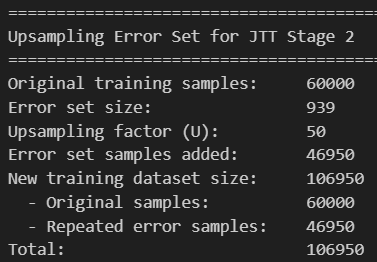 ========================================
Upsampling Error Set for JTT Stage 2
========================================
Original training samples: 60000
Error set size: 939
Upsampling factor (U): 50
Error set samples added: 46950
New training dataset size: 106950
- Original samples: 60000
- Repeated error samples: 46950
Total: 106950